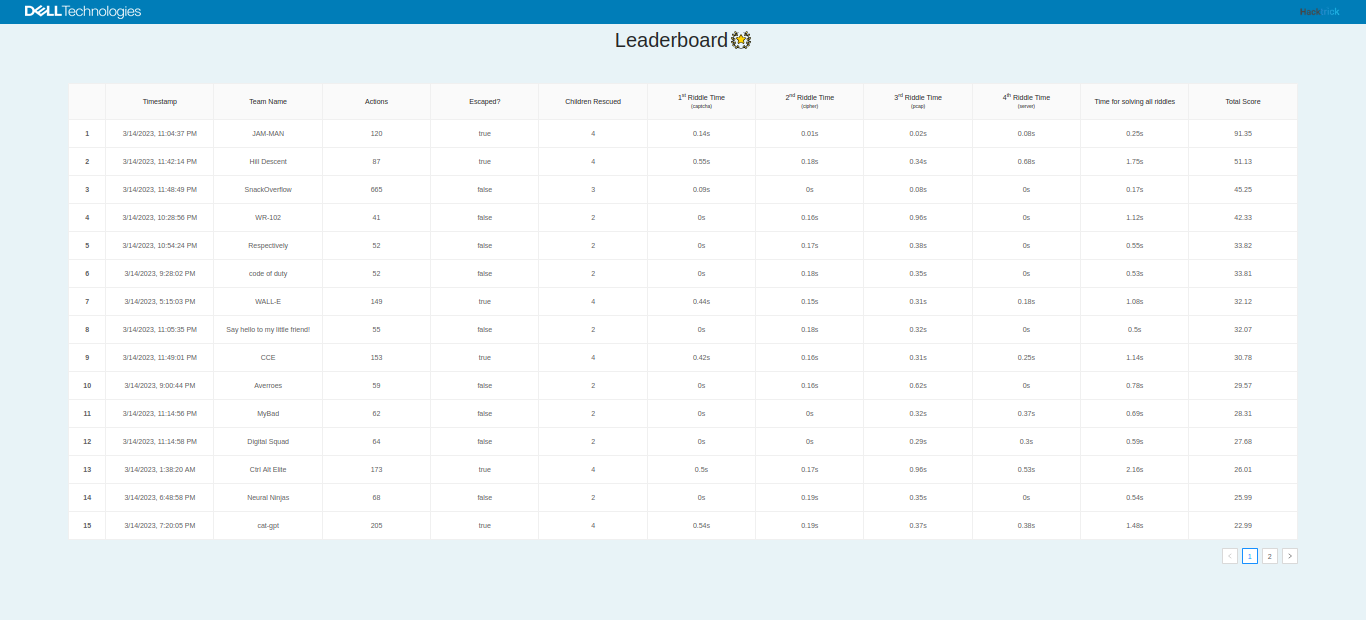 DELLTechnologies
Hacktrick
Leaderboard
Timestamp Team Name Actions Escaped? Children Rescued 1st Riddle Time (captcha) 2nd Riddle Time (cipher) 3rd Riddle Time (pcap) 4th Riddle Time (server) Time for solving all riddles Total Score
1 3/14/2023, 11:04:37 PM JAM-MAN 120 true 4 0.14s 0.01s 0.02s 0.08s 0.25s 91.35
2 3/14/2023, 11:42:14 PM Hill Descent 87 true 4 0.55s 0.18s 0.34s 0.68s 1.75s 51.13
3 3/14/2023, 11:48:49 PM SnackOverflow 665 false 3 0.09s 0s 0.08s 0s 0.17s 45.25
4 3/14/2023, 10:28:56 PM WR-102 41 false 2 0s 0.16s 0.96s 0s 1.12s 42.33
5 3/14/2023, 10:54:24 PM Respectively 52 false 2 0s 0.17s 0.38s 0s 0.55s 33.82
6 3/14/2023, 9:28:02 PM code of duty 52 false 2 0s 0.18s 0.35s 0s 0.53s 33.81
7 3/14/2023, 5:15:03 PM WALL-E 149 true 4 0.44s 0.15s 0.31s 0.18s 1.08s 32.12
8 3/14/2023, 11:05:35 PM Say hello to my little friend! 55 false 2 0s 0.18s 0.32s 0s 0.5s 32.07
9 3/14/2023, 11:49:01 PM CCE 153 true 4 0.42s 0.16s 0.31s 0.25s 1.14s 30.78
10 3/14/2023, 9:00:44 PM Averroes 59 false 2 0s 0.16s 0.62s 0s 0.78s 29.57
11 3/14/2023, 11:14:56 PM MyBad 62 false 2 0s 0s 0.32s 0.37s 0.69s 28.31
12 3/14/2023, 11:14:58 PM Digital Squad 64 false 2 0s 0s 0.29s 0.3s 0.59s 27.68
13 3/14/2023, 1:38:20 AM Ctrl Alt Elite 173 true 4 0.5s 0.17s 0.96s 0.53s 2.16s 26.01
14 3/14/2023, 6:48:58 PM Neural Ninjas 68 false 2 0s 0.19s 0.35s 0s 0.54s 25.99
15 3/14/2023, 7:20:05 PM cat-gpt 205 true 4 0.54s 0.19s 0.37s 0.38s 1.48s 22.99
< 1 2 >